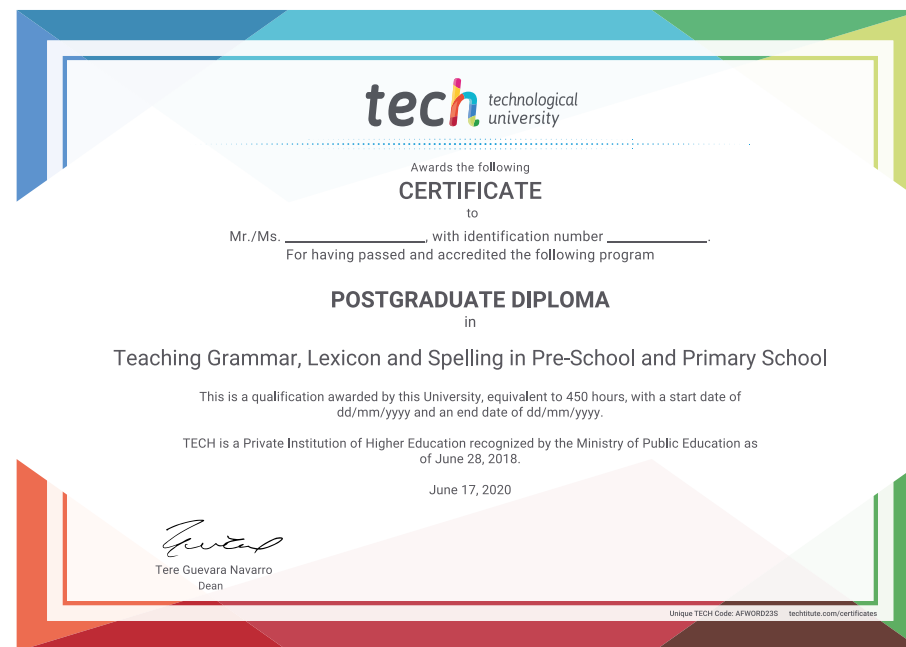 tech technological
university
Awards the following
CERTIFICATE
to
Mr./Ms. ____________________, with identification number ______________.
For having passed and accredited the following program
POSTGRADUATE DIPLOMA
in
Teaching Grammar, Lexicon and Spelling in Pre-School and Primary School
This is a qualification awarded by this University, equivalent to 450 hours, with a start date of
dd/mm/yyyy and an end date of dd/mm/yyyy.
TECH is a Private Institution of Higher Education recognized by the Ministry of Public Education as
of June 28, 2018.
June 17, 2020
Tere Guevara Navarro
Dean
Unique TECH Code: AFWORD23S techtitute.com/certificates